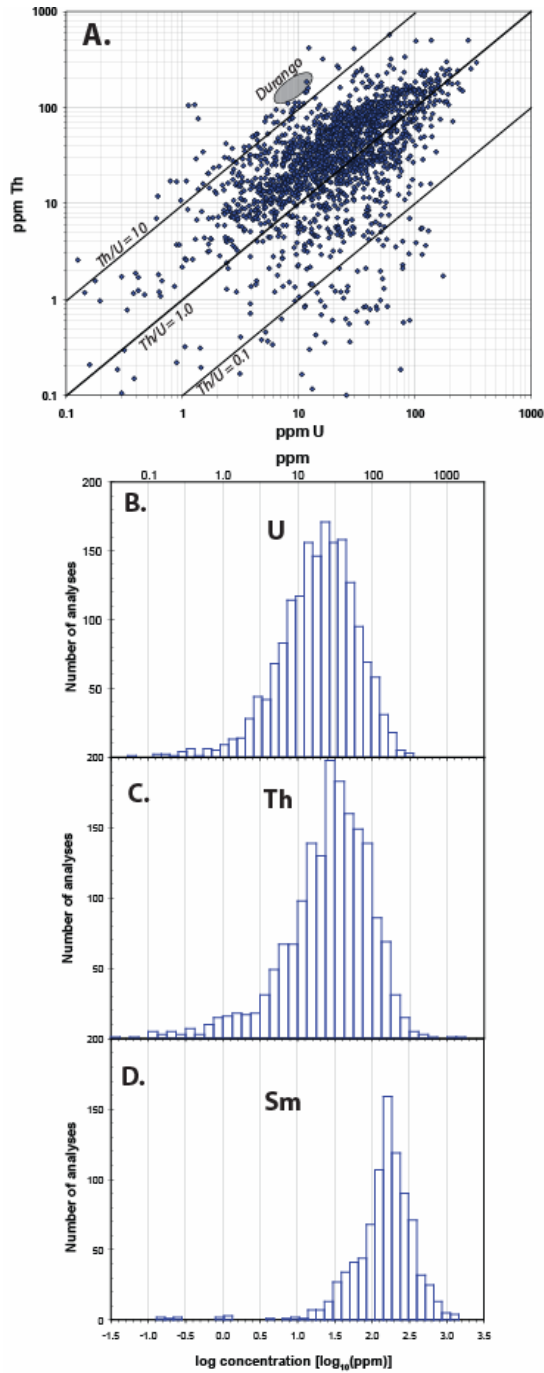 1000
A.
Durango
100
ppm Th
10
Th/U = 10
1
Th/U = 1.0
Th/U = 0.1
0.1
0.1 1 10 100 1000
ppm U
ppm
0.1 1.0 10 100 1000
200
B.
U
150
Number of analyses
100
50
200
C.
Th
150
Number of analyses
100
50
200
D.
Sm
150
Number of analyses
100
50
0
-1.5 -1.0 -0.5 0.0 0.5 1.0 1.5 2.0 2.5 3.0 3.5
log concentration [log10(ppm)]